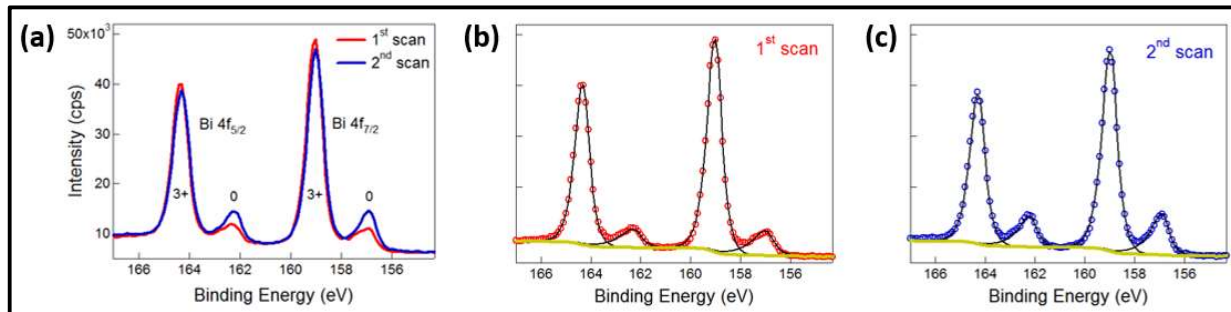 (a)
50x10³
40
30
20
10
Intensity (cps)
1st scan
2nd scan
Bi 4f5/2
Bi 4f7/2
3+
0
3+
0
166 164 162 160 158 156
Binding Energy (eV)
(b)
1st scan
166 164 162 160 158 156
Binding Energy (eV)
(c)
2nd scan
166 164 162 160 158 156
Binding Energy (eV)